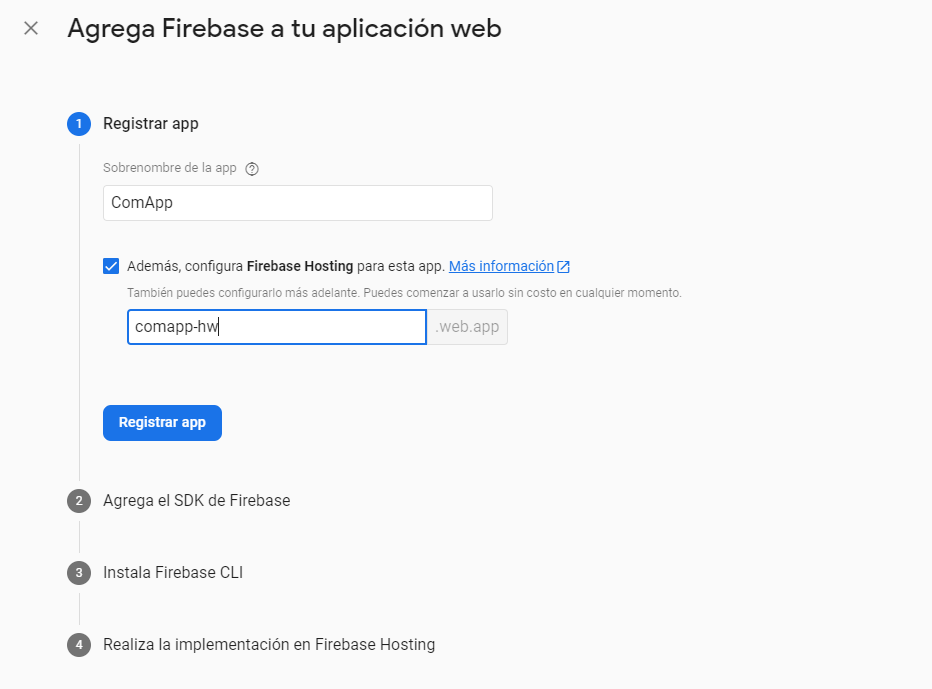 Agrega Firebase a tu aplicación web
1 Registrar app
Sobrenombre de la app ?
ComApp
Además, configura Firebase Hosting para esta app. Más información
También puedes configurarlo más adelante. Puedes comenzar a usarlo sin costo en cualquier momento.
comapp-hw .web.app
Registrar app
2 Agrega el SDK de Firebase
3 Instala Firebase CLI
4 Realiza la implementación en Firebase Hosting